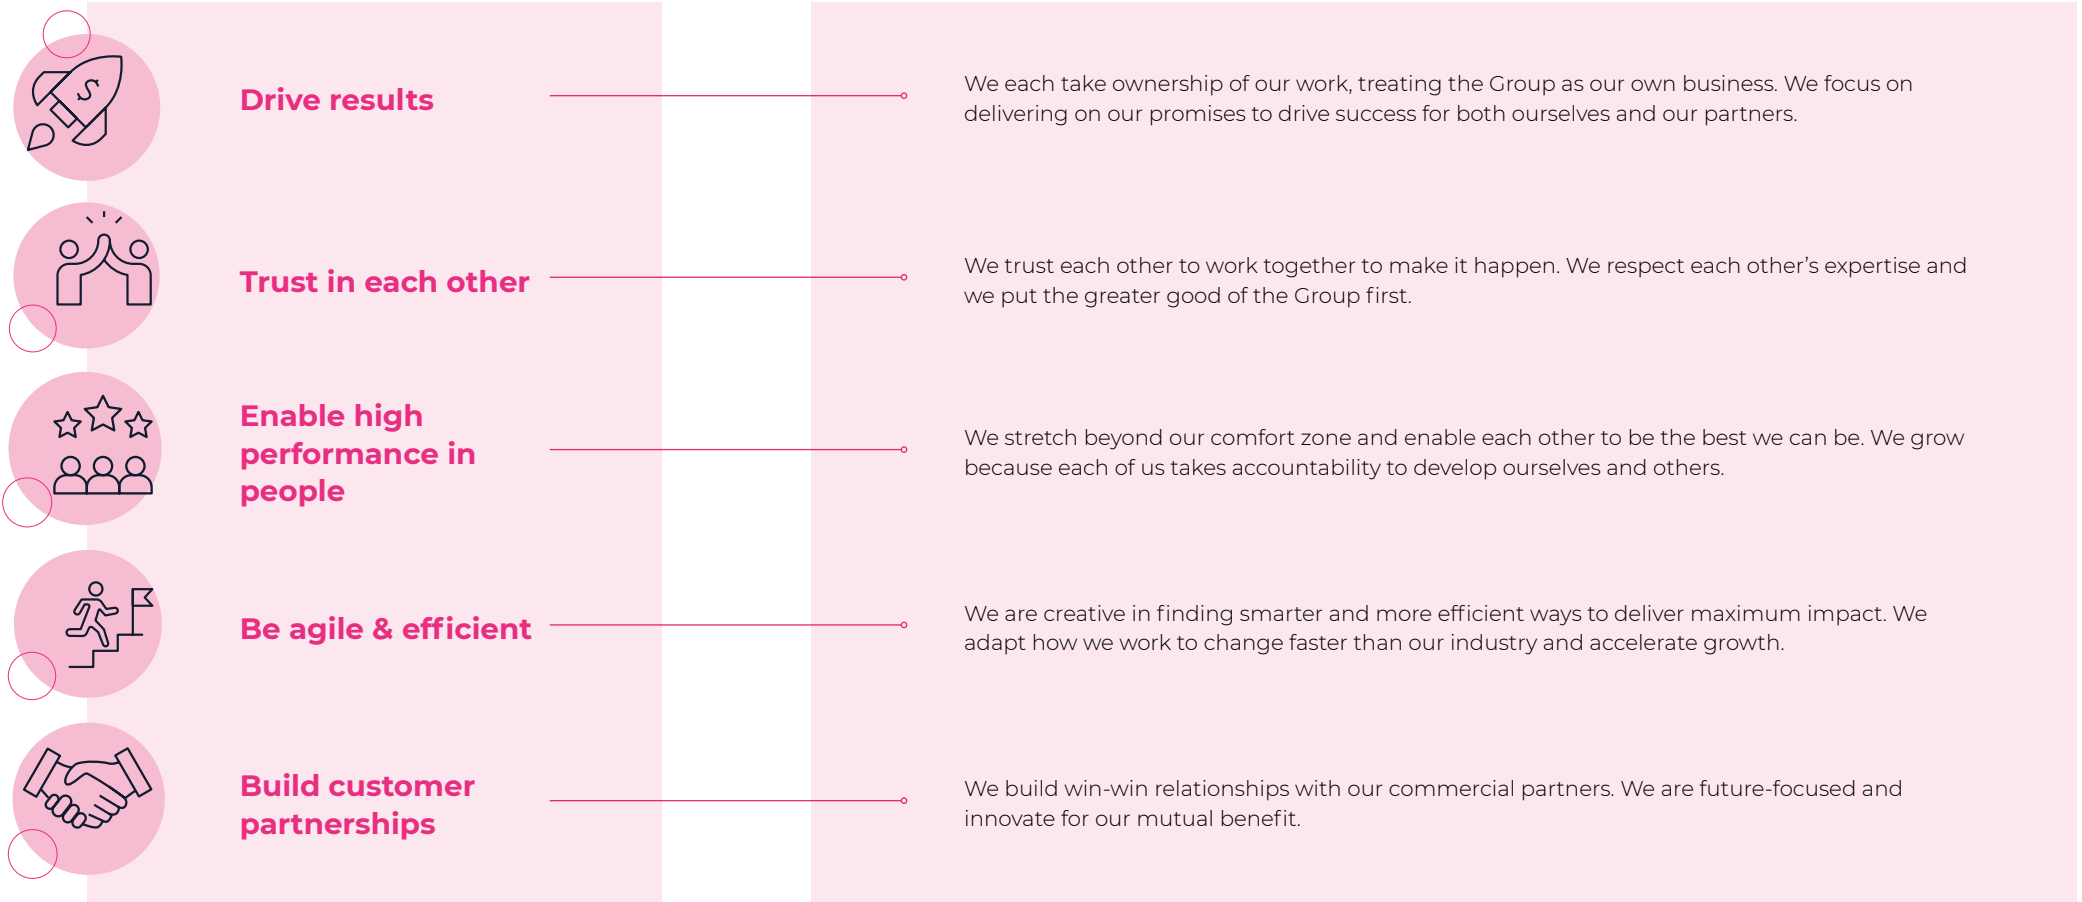 $
Drive results
We each take ownership of our work, treating the Group as our own business. We focus on
delivering on our promises to drive success for both ourselves and our partners.
Trust in each other
We trust each other to work together to make it happen. We respect each other’s expertise and
we put the greater good of the Group first.
Enable high
performance in
people
We stretch beyond our comfort zone and enable each other to be the best we can be. We grow
because each of us takes accountability to develop ourselves and others.
Be agile & efficient
We are creative in finding smarter and more efficient ways to deliver maximum impact. We
adapt how we work to change faster than our industry and accelerate growth.
Build customer
partnerships
We build win-win relationships with our commercial partners. We are future-focused and
innovate for our mutual benefit.